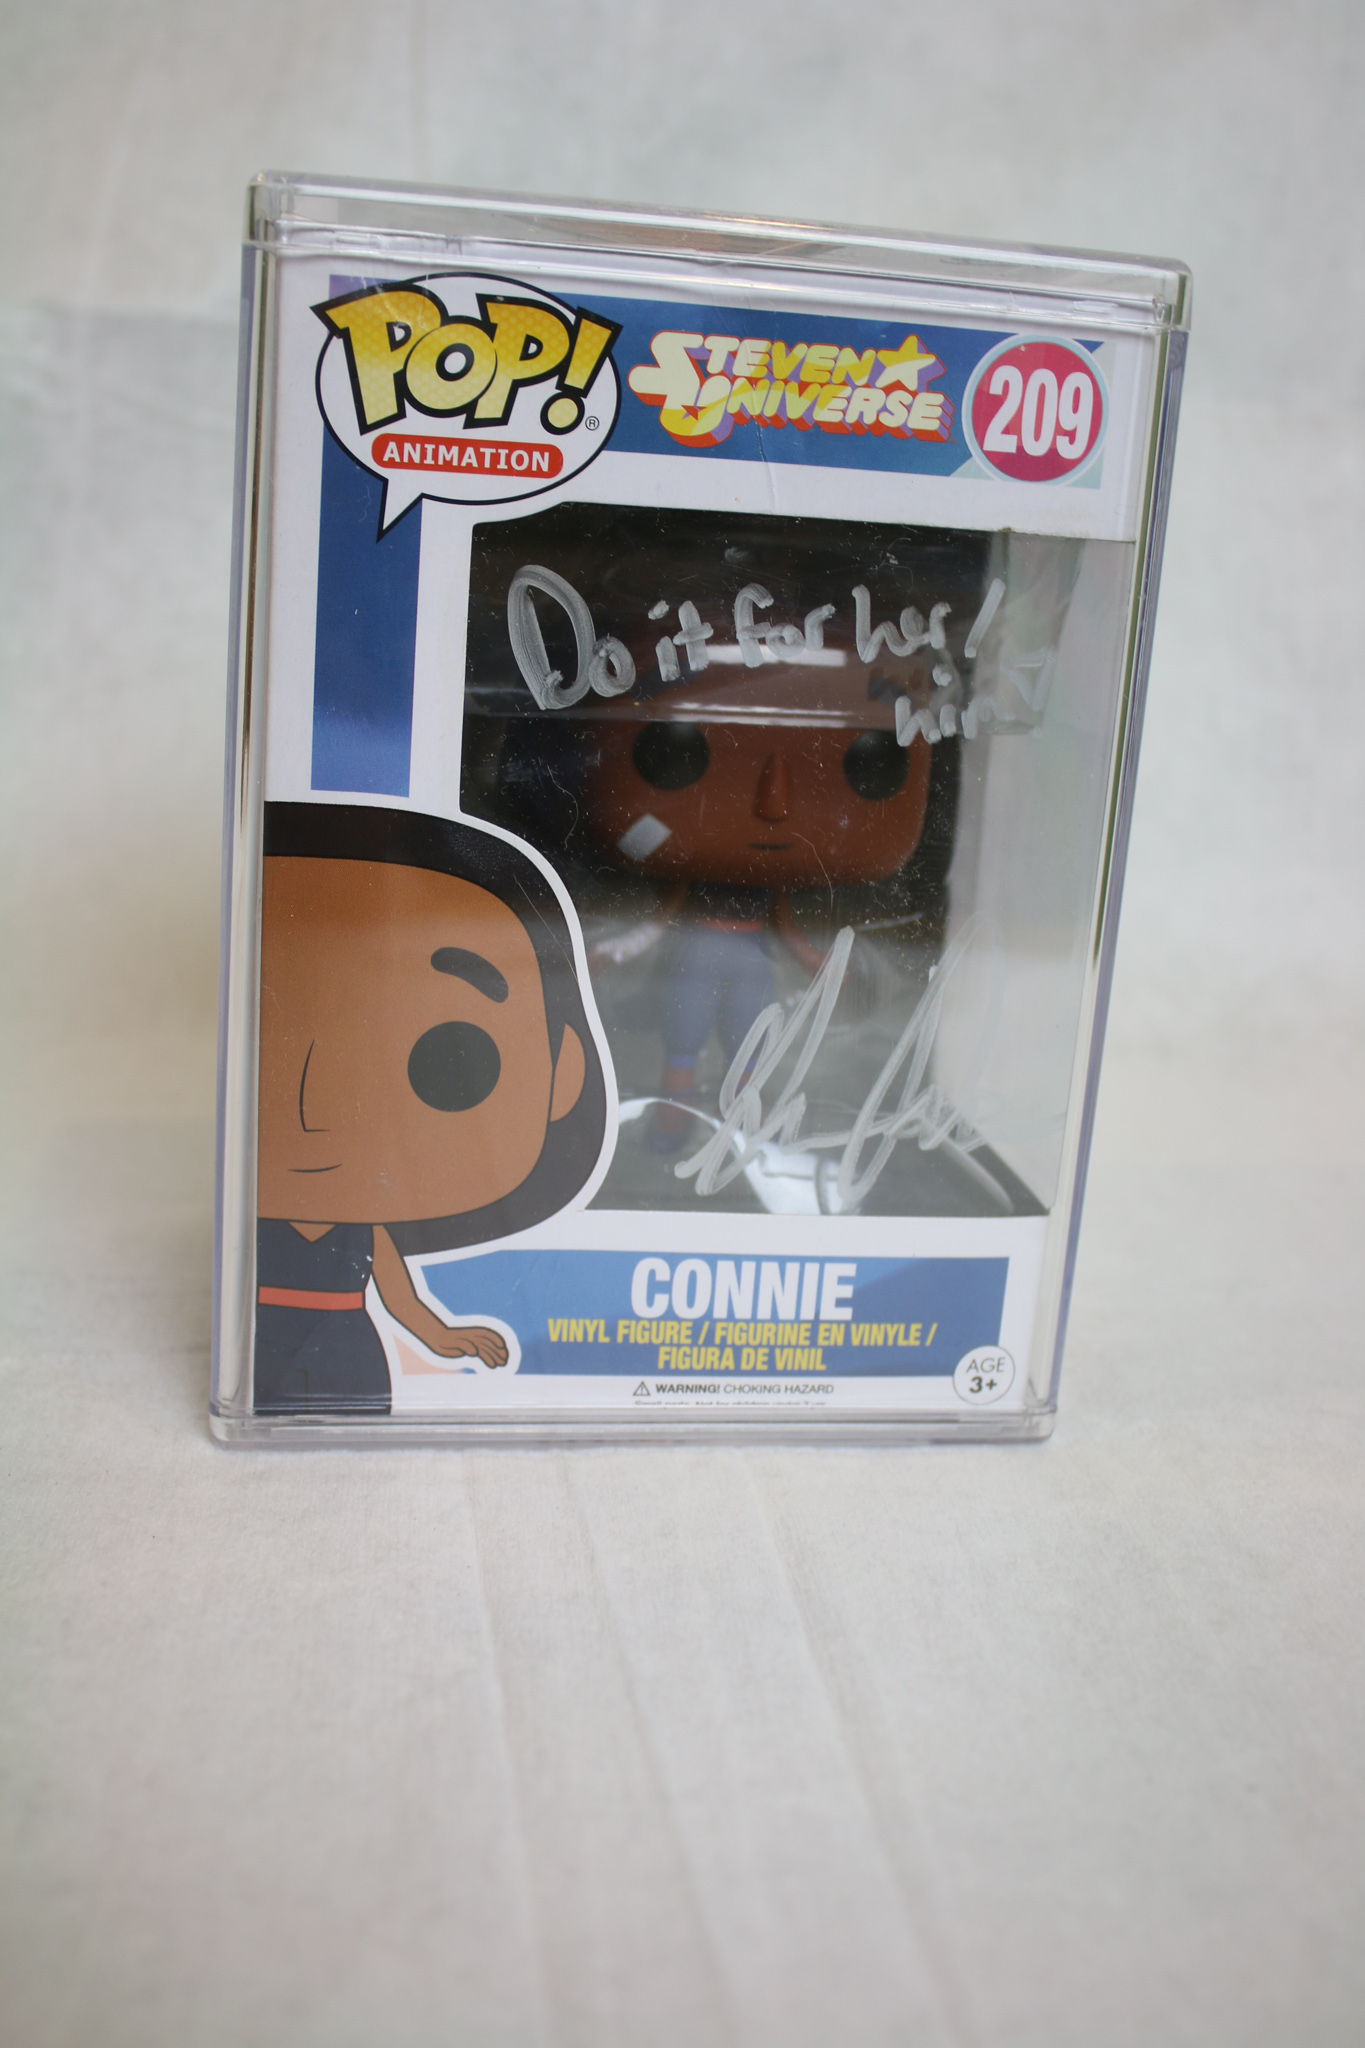 POP!®
ANIMATION
STEVEN
UNIVERSE
209
Do it for her/
him
CONNIE
VINYL FIGURE / FIGURINE EN VINYLE /
FIGURA DE VINIL
AGE
3+
WARNING! CHOKING HAZARD